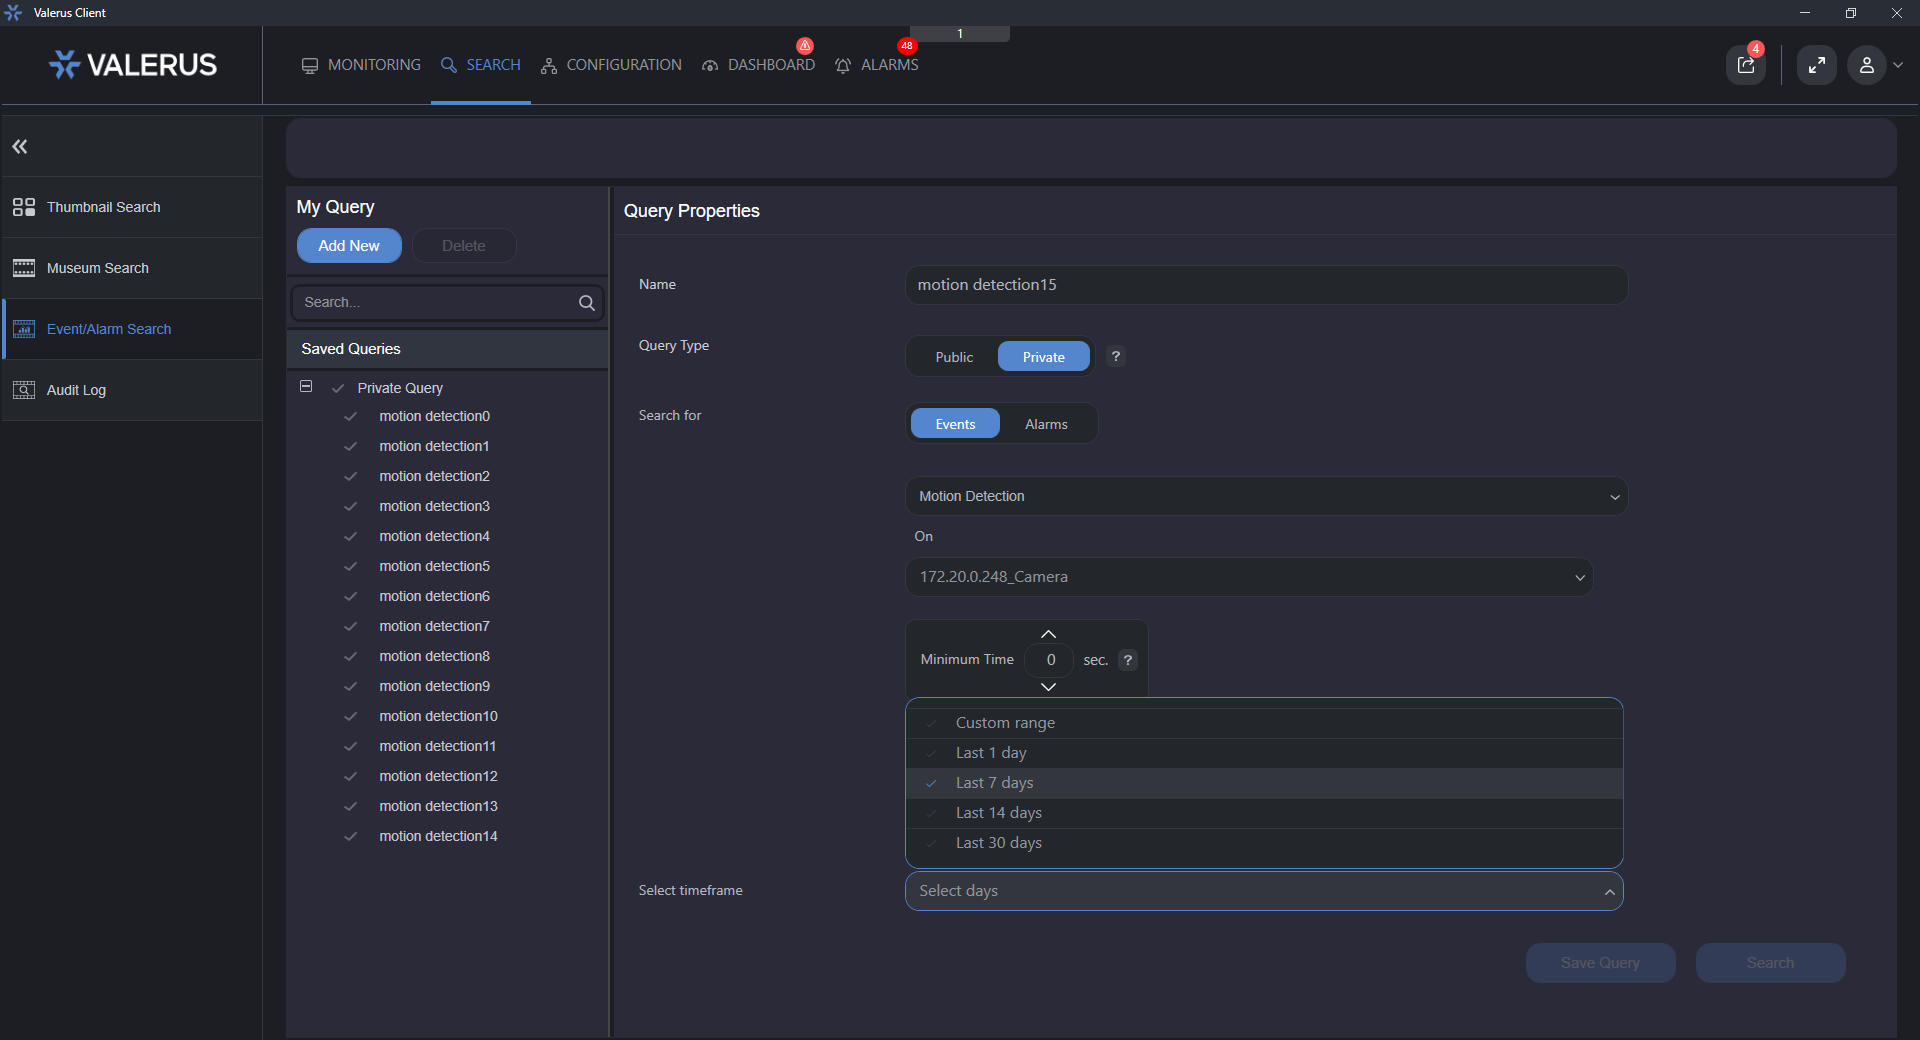 Valerus Client
1
VALERUS
MONITORING
SEARCH
CONFIGURATION
DASHBOARD
48
ALARMS
4
Thumbnail Search
Museum Search
Event/Alarm Search
Audit Log
My Query
Add New
Delete
Search...
Saved Queries
Private Query
motion detection0
motion detection1
motion detection2
motion detection3
motion detection4
motion detection5
motion detection6
motion detection7
motion detection8
motion detection9
motion detection10
motion detection11
motion detection12
motion detection13
motion detection14
Query Properties
Name
motion detection15
Query Type
Public
Private
?
Search for
Events
Alarms
Motion Detection
On
172.20.0.248_Camera
Minimum Time 0 sec. ?
Custom range
Last 1 day
Last 7 days
Last 14 days
Last 30 days
Select timeframe
Select days
Save Query
Search